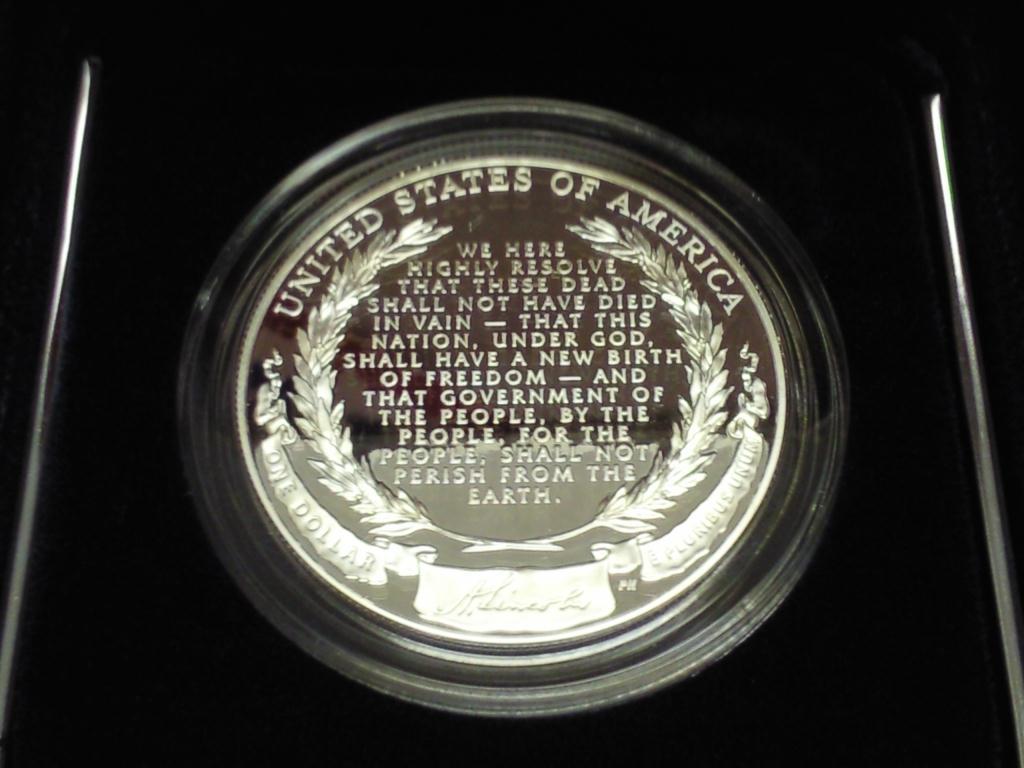 UNITED STATES OF AMERICA
WE HERE
HIGHLY RESOLVE
THAT THESE DEAD
SHALL NOT HAVE DIED
IN VAIN — THAT THIS
NATION, UNDER GOD,
SHALL HAVE A NEW BIRTH
OF FREEDOM — AND
THAT GOVERNMENT OF
THE PEOPLE, BY THE
PEOPLE, FOR THE
PEOPLE, SHALL NOT
PERISH FROM THE
EARTH.
ONE DOLLAR
E PLURIBUS UNUM
A. Lincoln
PH